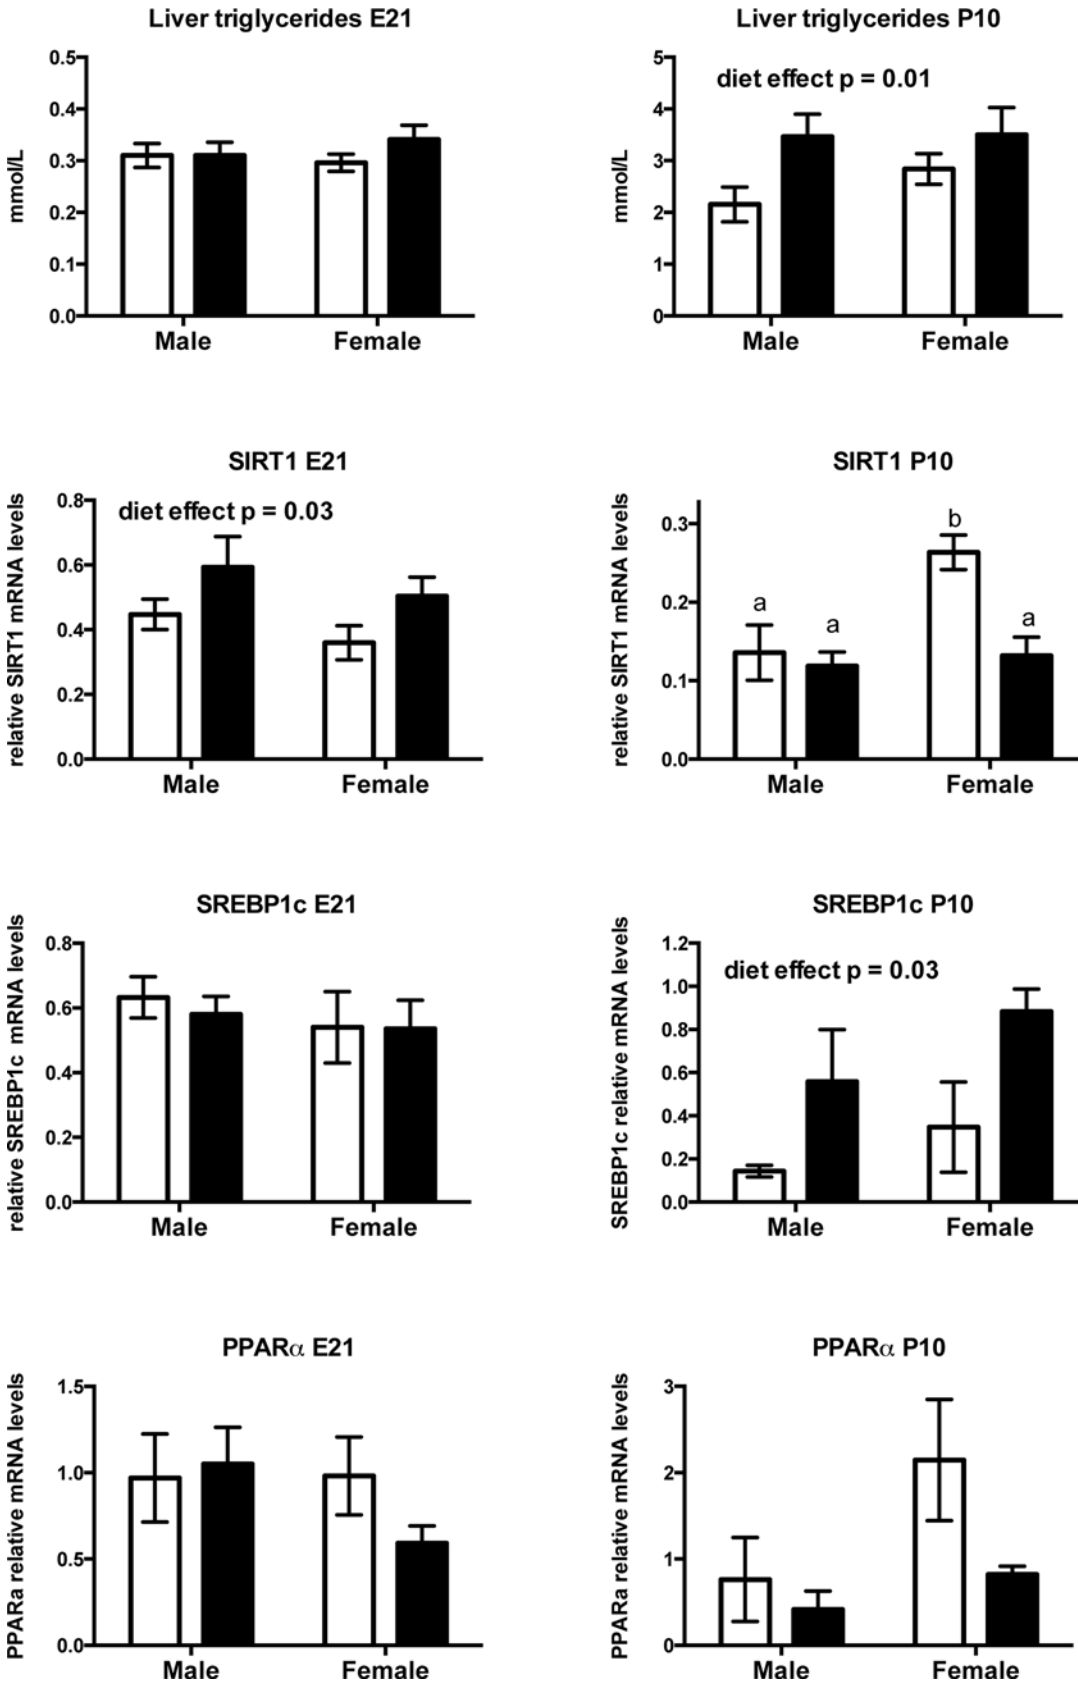 Liver triglycerides E21
mmol/L
0.5
0.4
0.3
0.2
0.1
0.0
Male
Female
Liver triglycerides P10
diet effect p = 0.01
mmol/L
5
4
3
2
1
0
Male
Female
SIRT1 E21
diet effect p = 0.03
relative SIRT1 mRNA levels
0.8
0.6
0.4
0.2
0.0
Male
Female
SIRT1 P10
relative SIRT1 mRNA levels
0.3
0.2
0.1
0.0
a
a
b
a
Male
Female
SREBP1c E21
relative SREBP1c mRNA levels
0.8
0.6
0.4
0.2
0.0
Male
Female
SREBP1c P10
diet effect p = 0.03
SREBP1c relative mRNA levels
1.2
1.0
0.8
0.6
0.4
0.2
0.0
Male
Female
PPARα E21
PPARa relative mRNA levels
1.5
1.0
0.5
0.0
Male
Female
PPARα P10
PPARa relative mRNA levels
3
2
1
0
Male
Female